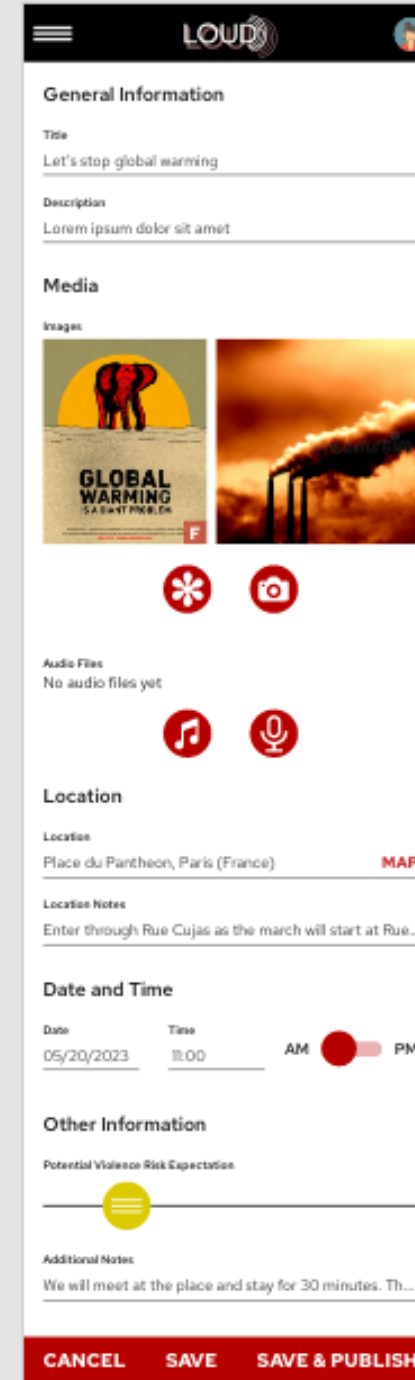 LOUD
General Information
Title
Let's stop global warming
Description
Lorem ipsum dolor sit amet
Media
Images
GLOBAL
WARMING
IS A GIANT PROBLEM
F
Audio Files
No audio files yet
Location
Location
Place du Pantheon, Paris (France) MAP
Location Notes
Enter through Rue Cujas as the march will start at Rue...
Date and Time
Date Time
05/20/2023 11:00 AM PM
Other Information
Potential Violence Risk Expectation
Additional Notes
We will meet at the place and stay for 30 minutes. Th...
CANCEL SAVE SAVE & PUBLISH